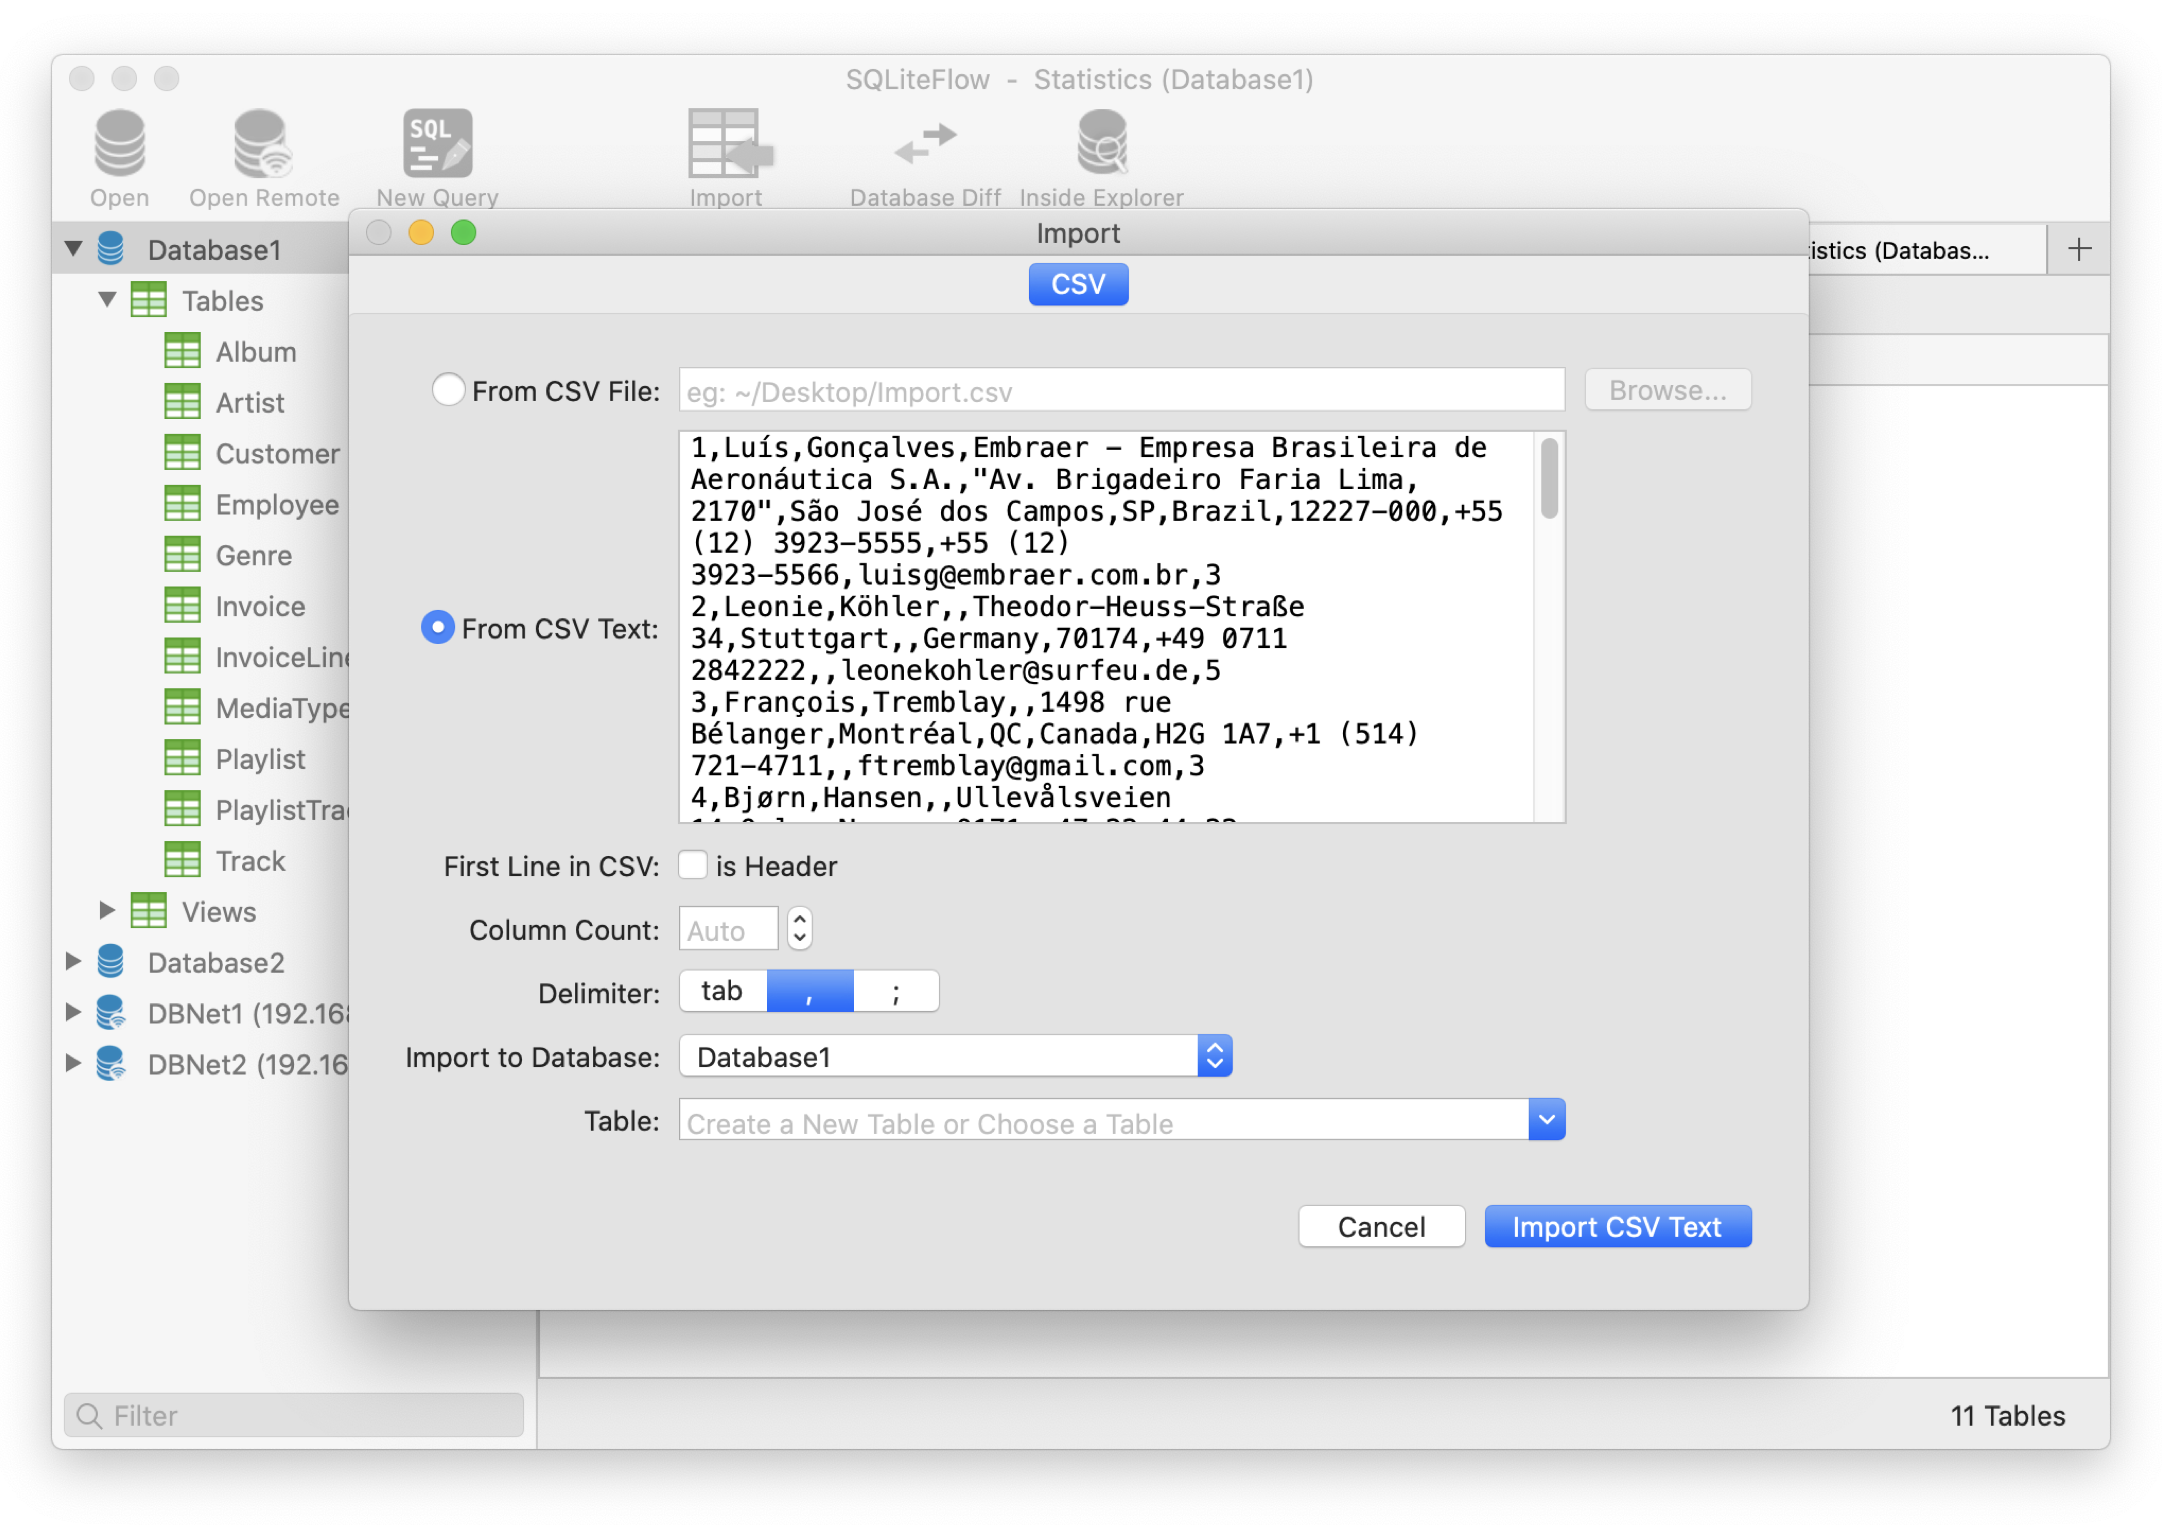 SQLiteFlow - Statistics (Database1)
Open
Open Remote
SQL
New Query
Import
Database Diff
Inside Explorer
Database1
Tables
Album
Artist
Customer
Employee
Genre
Invoice
InvoiceLine
MediaType
Playlist
PlaylistTra
Track
Views
Database2
DBNet1 (192.168
DBNet2 (192.16
Filter
Import
CSV
From CSV File: eg: ~/Desktop/Import.csv Browse...
From CSV Text:
1,Luís,Gonçalves,Embraer – Empresa Brasileira de
Aeronáutica S.A.,"Av. Brigadeiro Faria Lima,
2170",São José dos Campos,SP,Brazil,12227-000,+55
(12) 3923-5555,+55 (12)
3923-5566,luisg@embraer.com.br,3
2,Leonie,Köhler,,Theodor-Heuss-Straße
34,Stuttgart,,Germany,70174,+49 0711
2842222,,leonekohler@surfeu.de,5
3,François,Tremblay,,1498 rue
Bélanger,Montréal,QC,Canada,H2G 1A7,+1 (514)
721-4711,,ftremblay@gmail.com,3
4,Bjørn,Hansen,,Ullevålsveien
First Line in CSV: is Header
Column Count: Auto
Delimiter: tab , ;
Import to Database: Database1
Table: Create a New Table or Choose a Table
Cancel
Import CSV Text
istics (Databas...
11 Tables